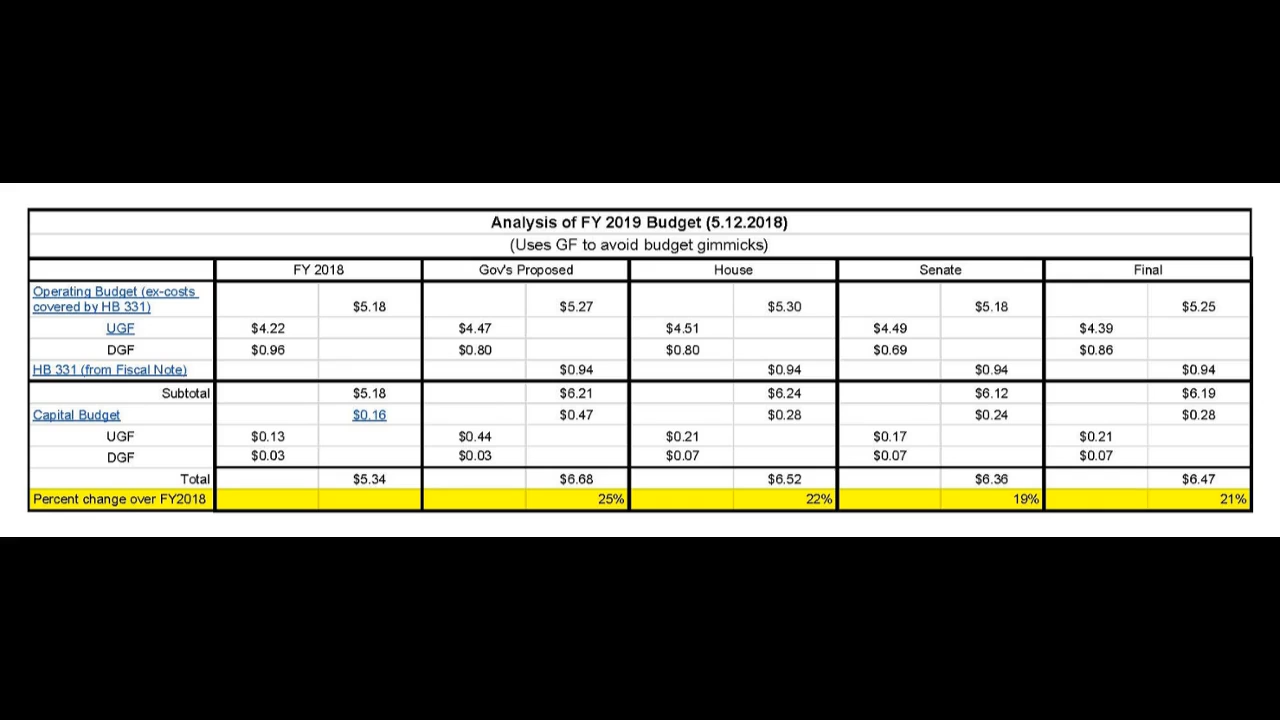 Analysis of FY 2019 Budget (5.12.2018)
(Uses GF to avoid budget gimmicks)
FY 2018 Gov's Proposed House Senate Final
Operating Budget (ex-costs
covered by HB 331) $5.18 $5.27 $5.30 $5.18 $5.25
UGF $4.22 $4.47 $4.51 $4.49 $4.39
DGF $0.96 $0.80 $0.80 $0.69 $0.86
HB 331 (from Fiscal Note) $0.94 $0.94 $0.94 $0.94
Subtotal $5.18 $6.21 $6.24 $6.12 $6.19
Capital Budget $0.16 $0.47 $0.28 $0.24 $0.28
UGF $0.13 $0.44 $0.21 $0.17 $0.21
DGF $0.03 $0.03 $0.07 $0.07 $0.07
Total $5.34 $6.68 $6.52 $6.36 $6.47
Percent change over FY2018 25% 22% 19% 21%